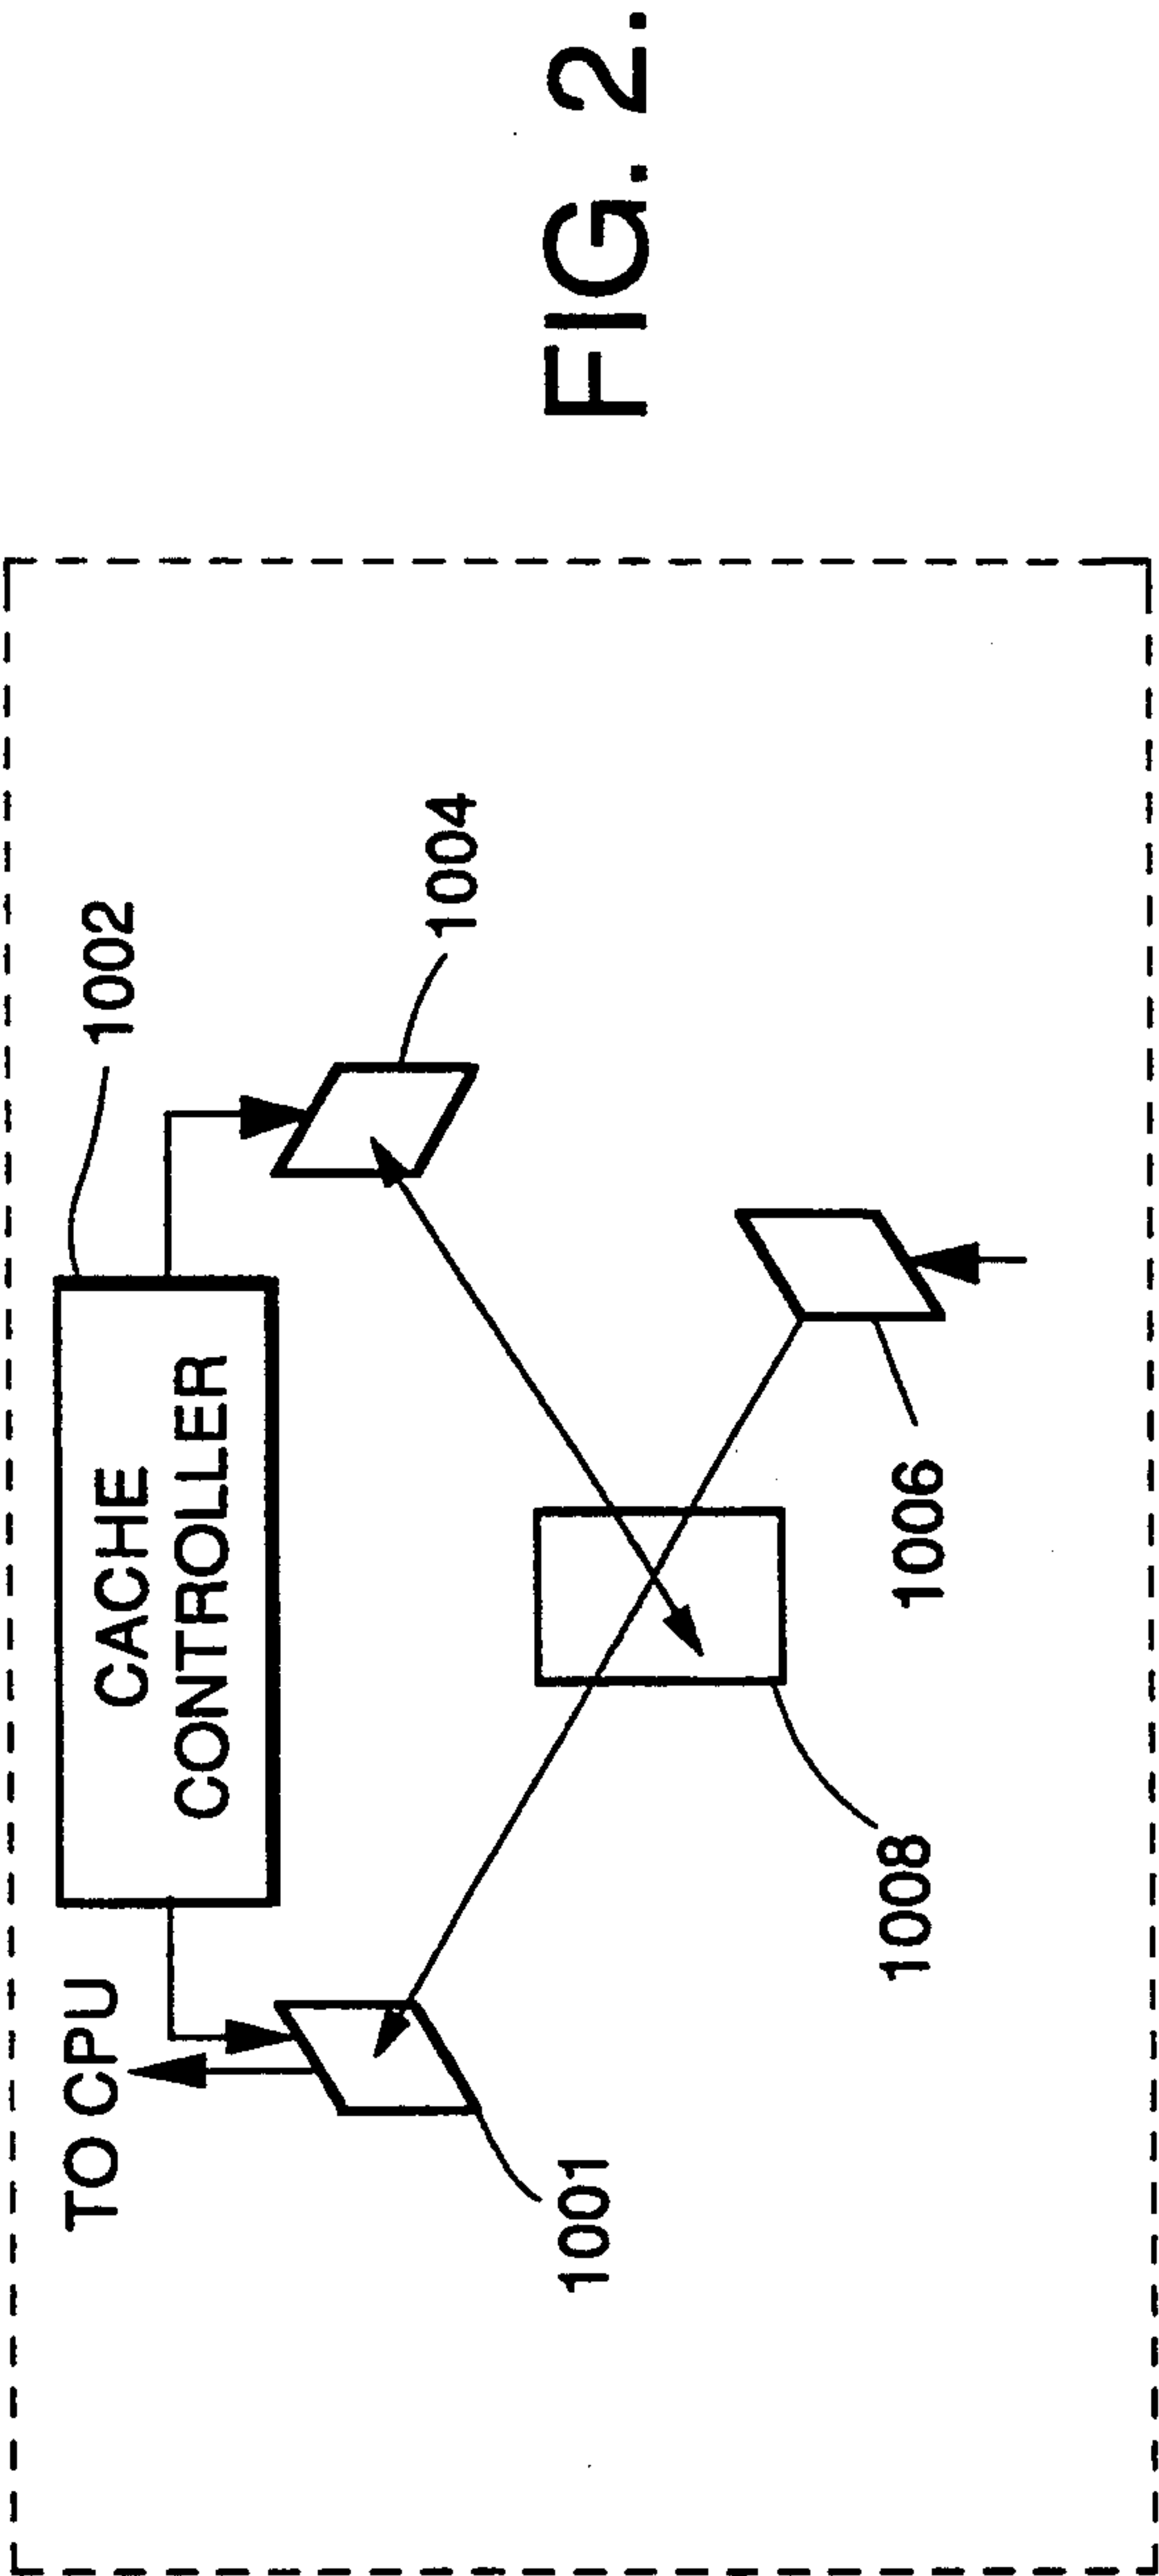 TO CPU
CACHE
CONTROLLER
1002
1004
1001
1008
1006
FIG. 2.